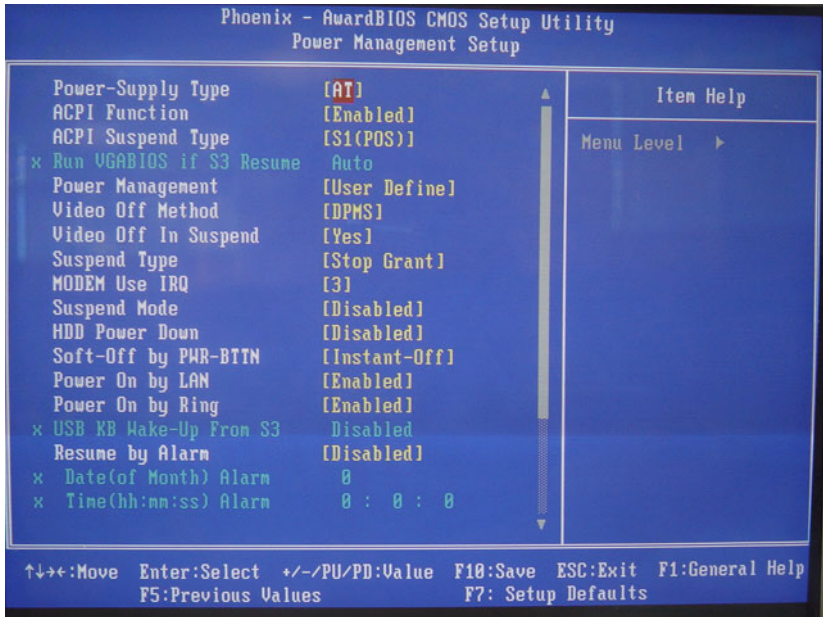 Phoenix - AwardBIOS CMOS Setup Utility
Power Management Setup
Power-Supply Type [AT]
ACPI Function [Enabled]
ACPI Suspend Type [S1(POS)]
x Run VGABIOS if S3 Resume Auto
Power Management [User Define]
Video Off Method [DPMS]
Video Off In Suspend [Yes]
Suspend Type [Stop Grant]
MODEM Use IRQ [3]
Suspend Mode [Disabled]
HDD Power Down [Disabled]
Soft-Off by PWR-BTTN [Instant-Off]
Power On by LAN [Enabled]
Power On by Ring [Enabled]
x USB KB Wake-Up From S3 Disabled
Resume by Alarm [Disabled]
x Date(of Month) Alarm 0
x Time(hh:mm:ss) Alarm 0 : 0 : 0
Item Help
Menu Level ▶
↑↓→←:Move Enter:Select +/-/PU/PD:Value F10:Save ESC:Exit F1:General Help
F5:Previous Values F7: Setup Defaults